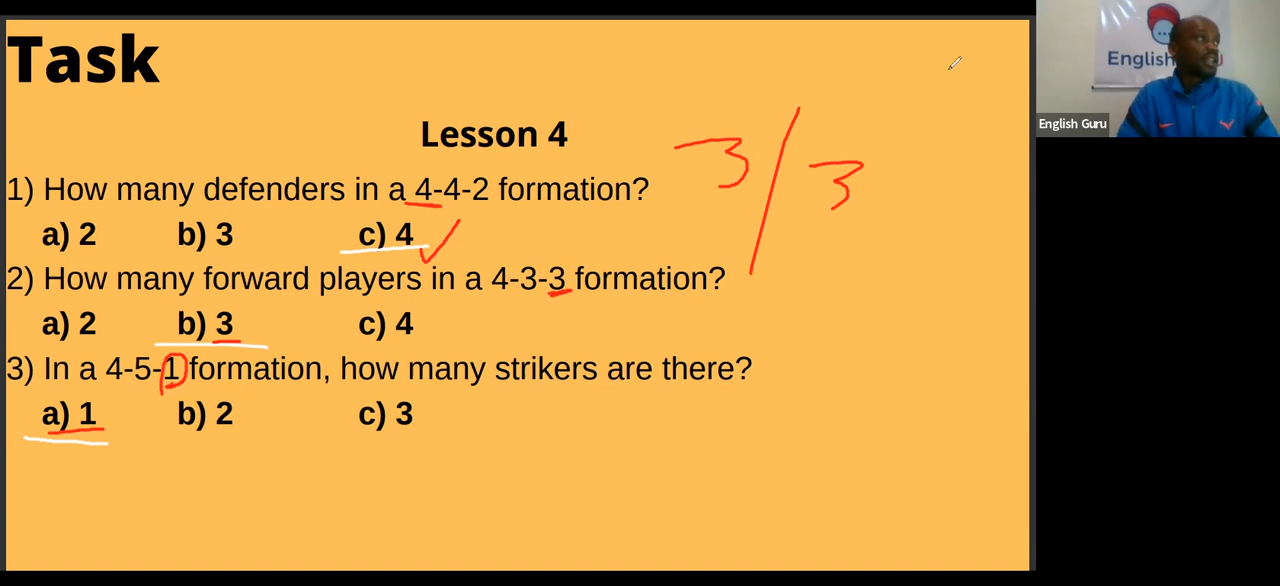 Task
Lesson 4
3/3
1) How many defenders in a 4-4-2 formation?
a) 2 b) 3 c) 4
2) How many forward players in a 4-3-3 formation?
a) 2 b) 3 c) 4
3) In a 4-5-1 formation, how many strikers are there?
a) 1 b) 2 c) 3
English
English Guru